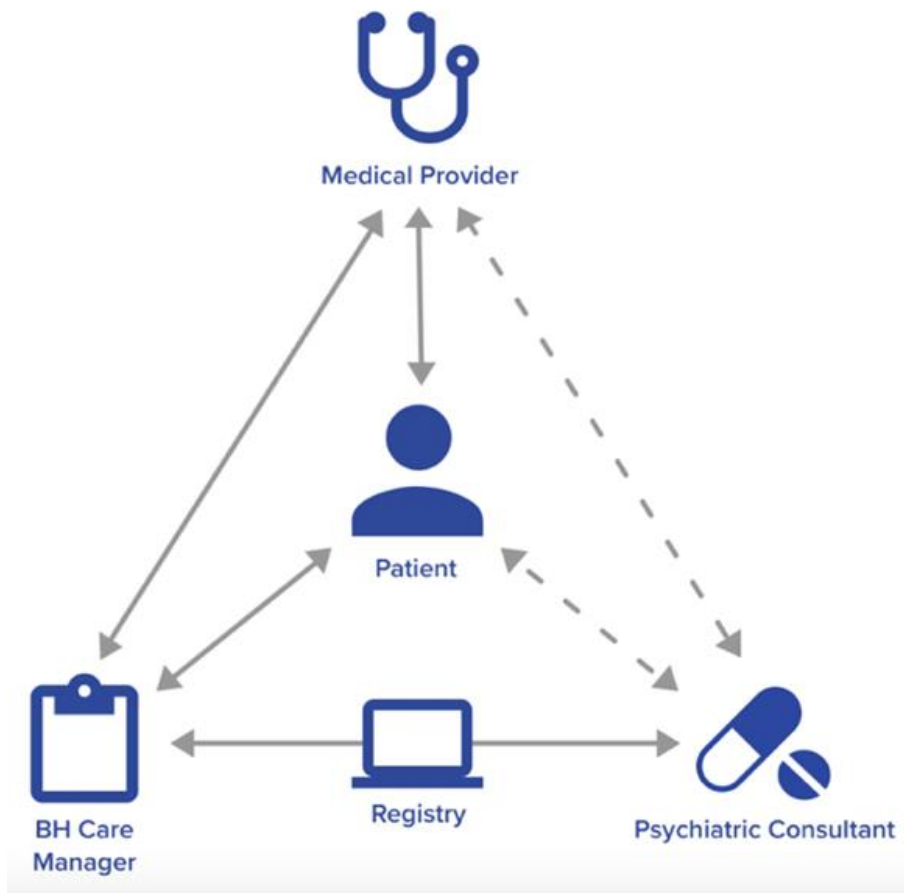 Medical Provider
Patient
Registry
BH Care
Manager
Psychiatric Consultant